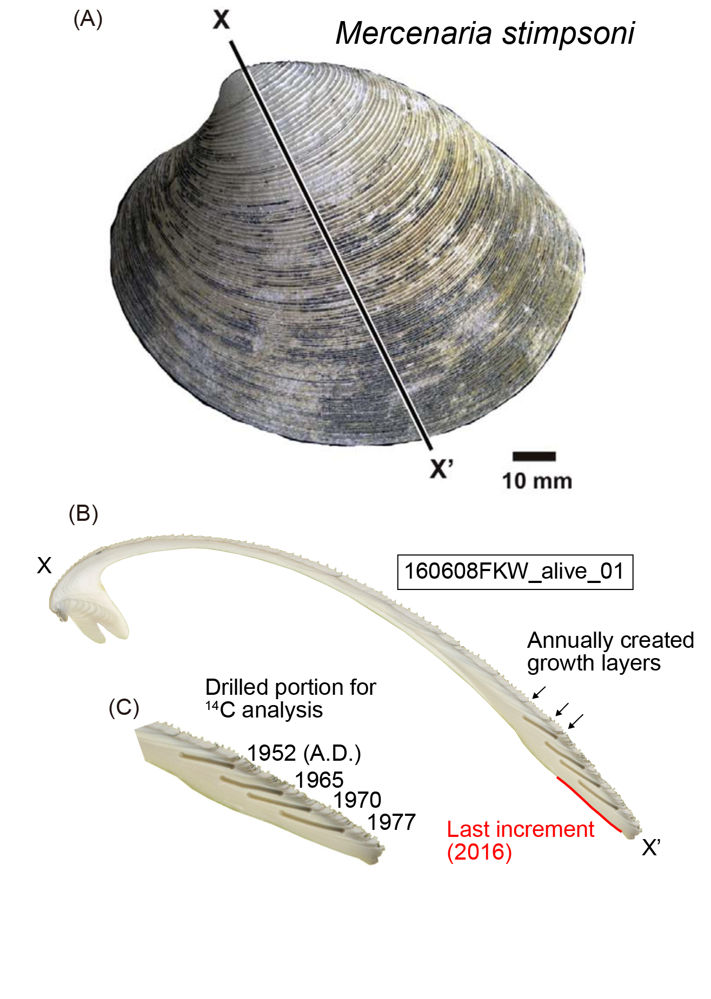 (A)
X
Mercenaria stimpsoni
X’
10 mm
(B)
X
160608FKW_alive_01
Annually created
growth layers
Drilled portion for
¹⁴C analysis
(C)
1952 (A.D.)
1965
1970
1977
Last increment
(2016)
X’